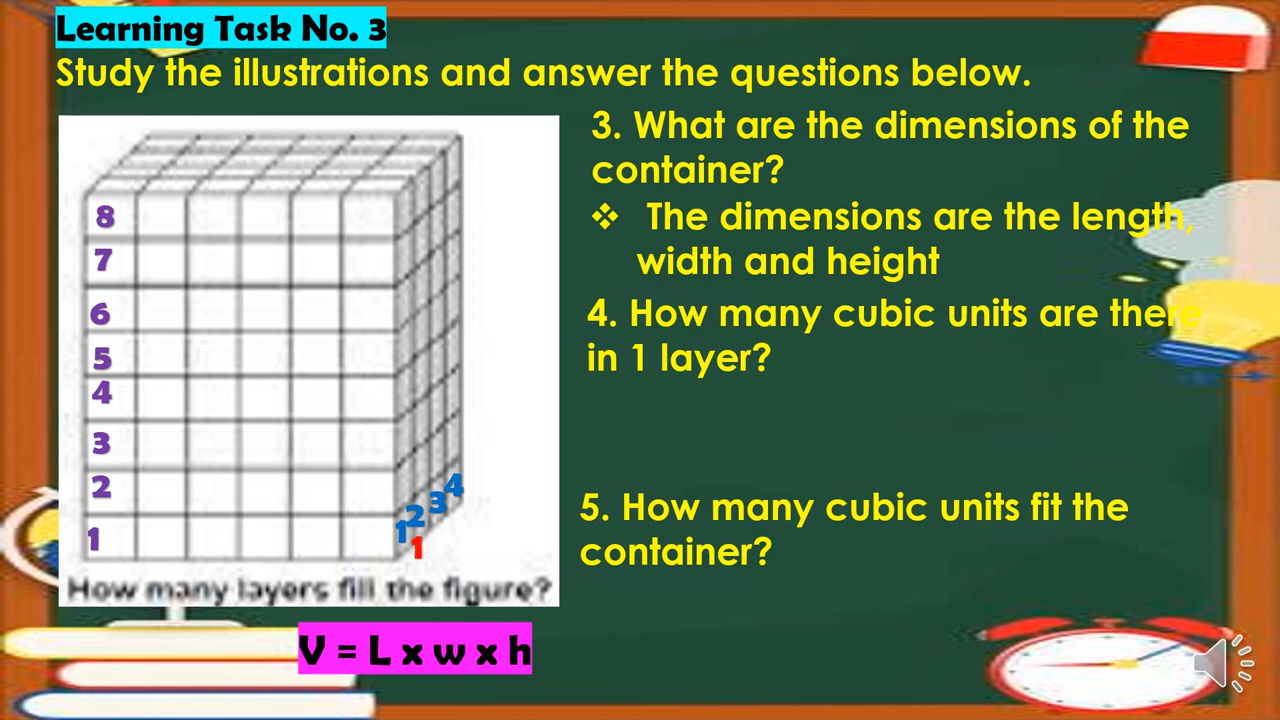 Learning Task No. 3
Study the illustrations and answer the questions below.
8
7
6
5
4
3
2
1
1
2
3
4
1
How many layers fill the figure?
V = L x w x h
3. What are the dimensions of the
container?
❖ The dimensions are the length,
width and height
4. How many cubic units are there
in 1 layer?
5. How many cubic units fit the
container?